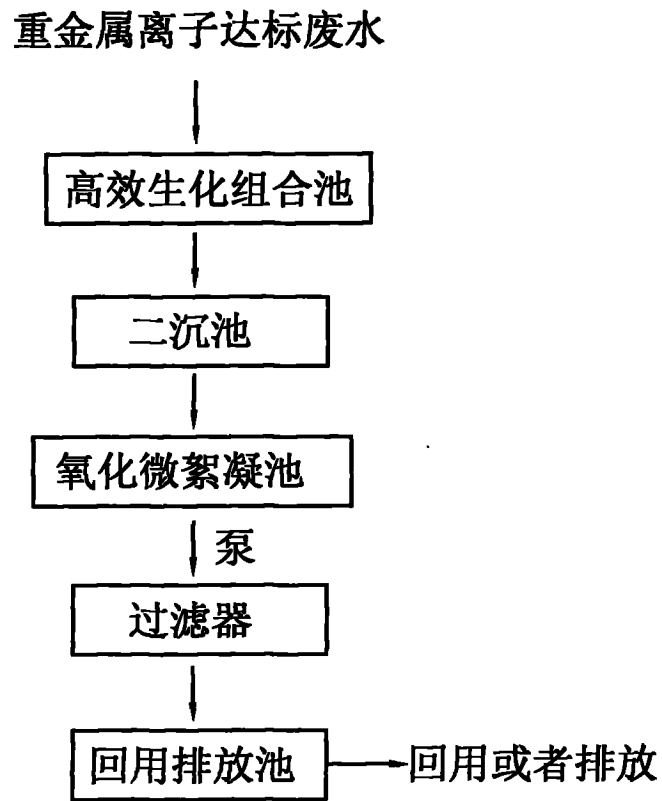 重金属离子达标废水
高效生化组合池
二沉池
氧化微絮凝池
泵
过滤器
回用排放池
回用或者排放